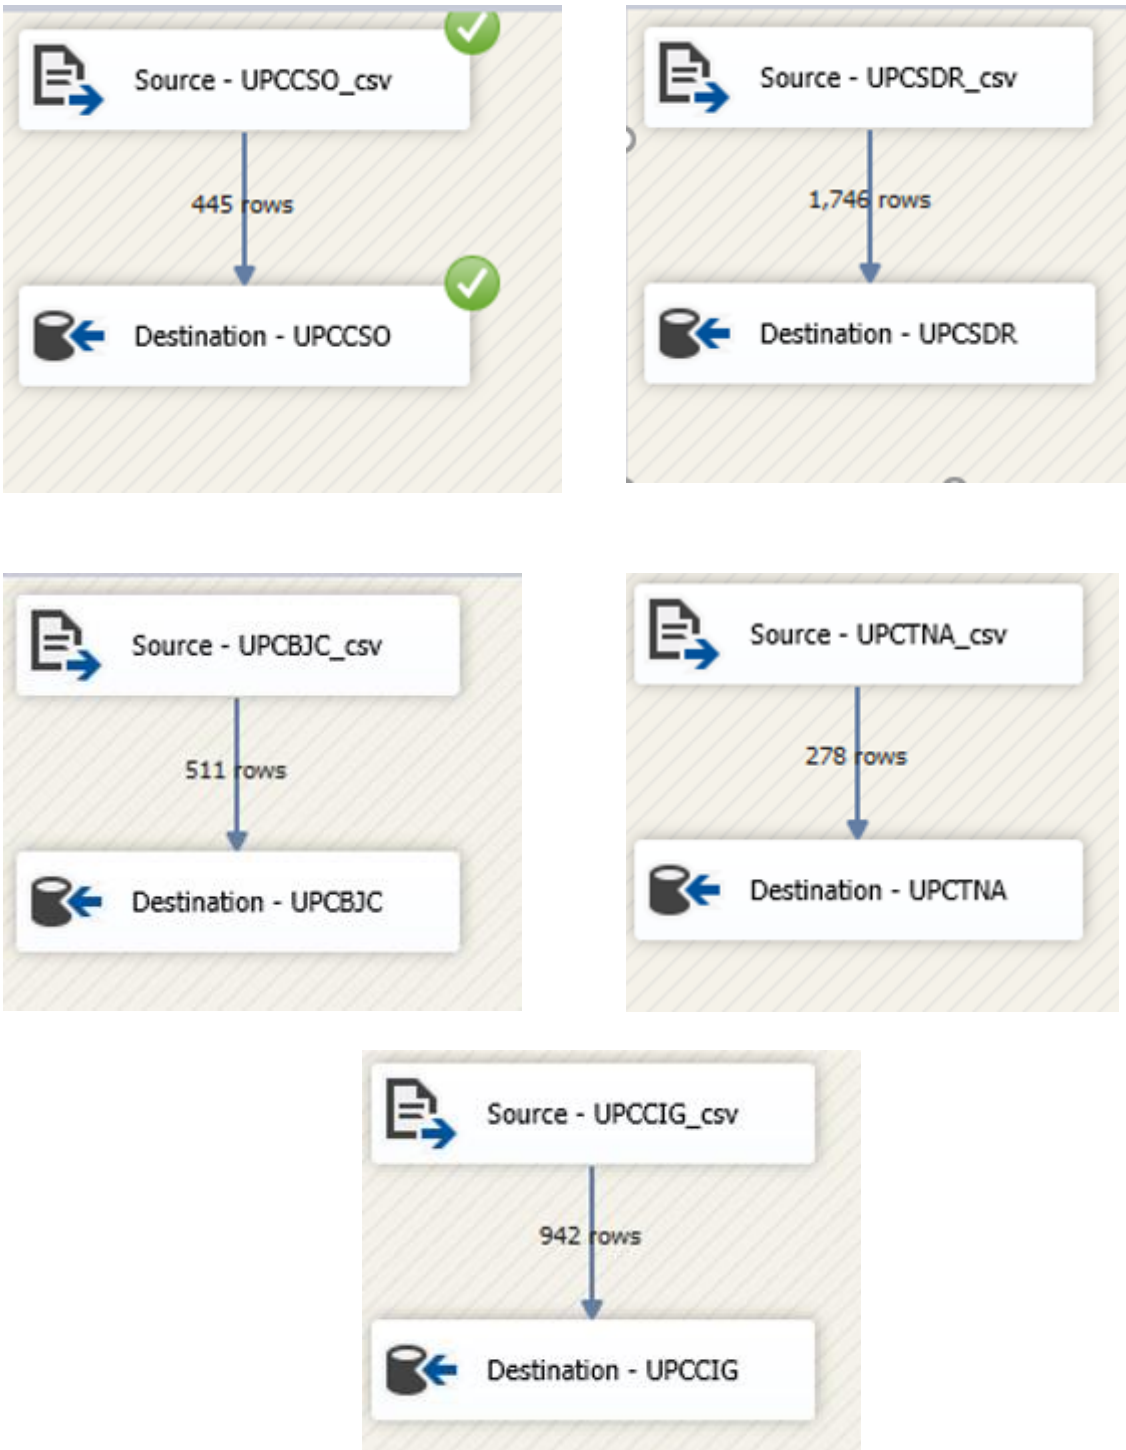 Source - UPCCSO_csv
445 rows
Destination - UPCCSO
Source - UPCSDR_csv
1,746 rows
Destination - UPCSDR
Source - UPCBJC_csv
511 rows
Destination - UPCBJC
Source - UPCTNA_csv
278 rows
Destination - UPCTNA
Source - UPCCIG_csv
942 rows
Destination - UPCCIG